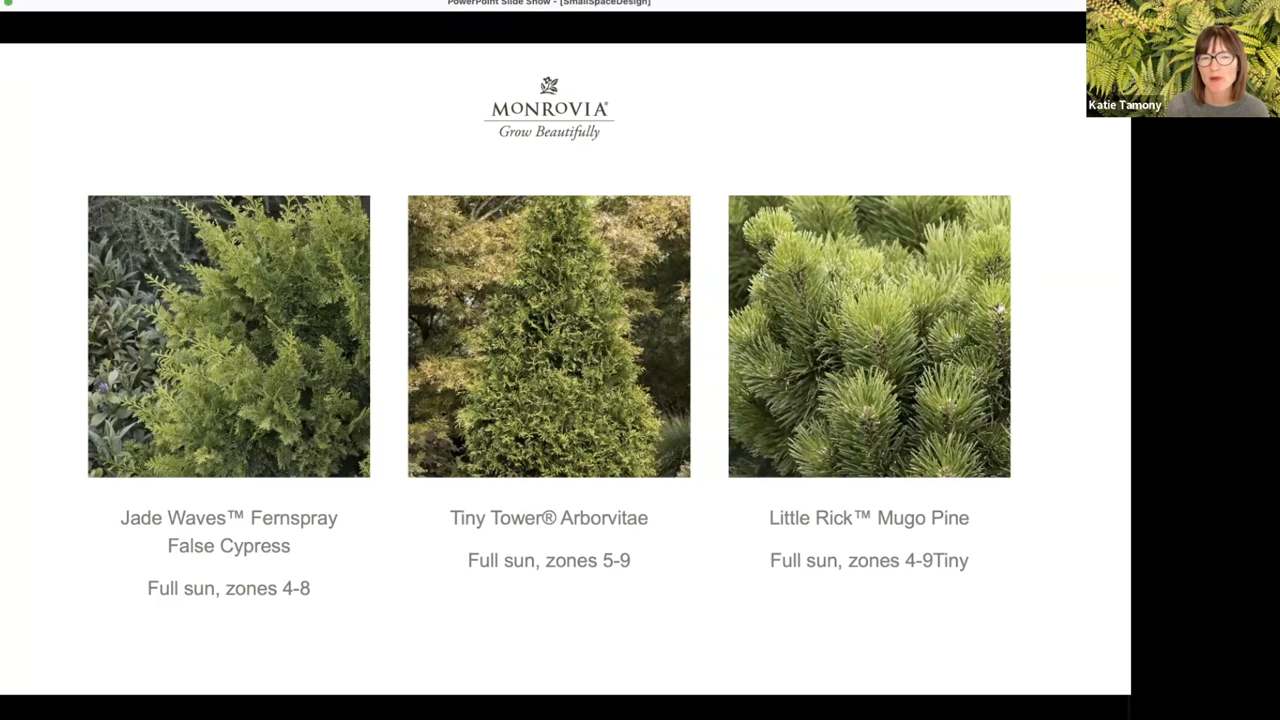 PowerPoint Slide Show - [SmallSpaceDesign]
Katie Tamony
MONROVIA®
Grow Beautifully
Jade Waves™ Fernspray
False Cypress
Full sun, zones 4-8
Tiny Tower® Arborvitae
Full sun, zones 5-9
Little Rick™ Mugo Pine
Full sun, zones 4-9Tiny